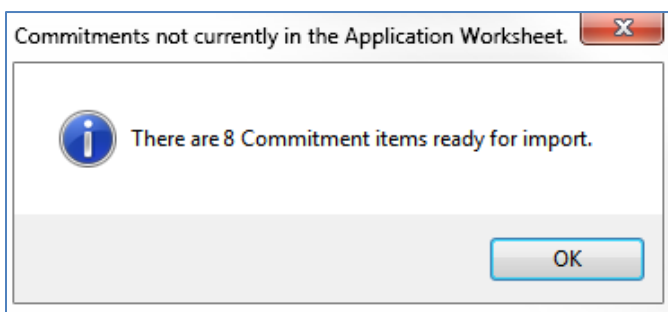 Commitments not currently in the Application Worksheet.
There are 8 Commitment items ready for import.
OK